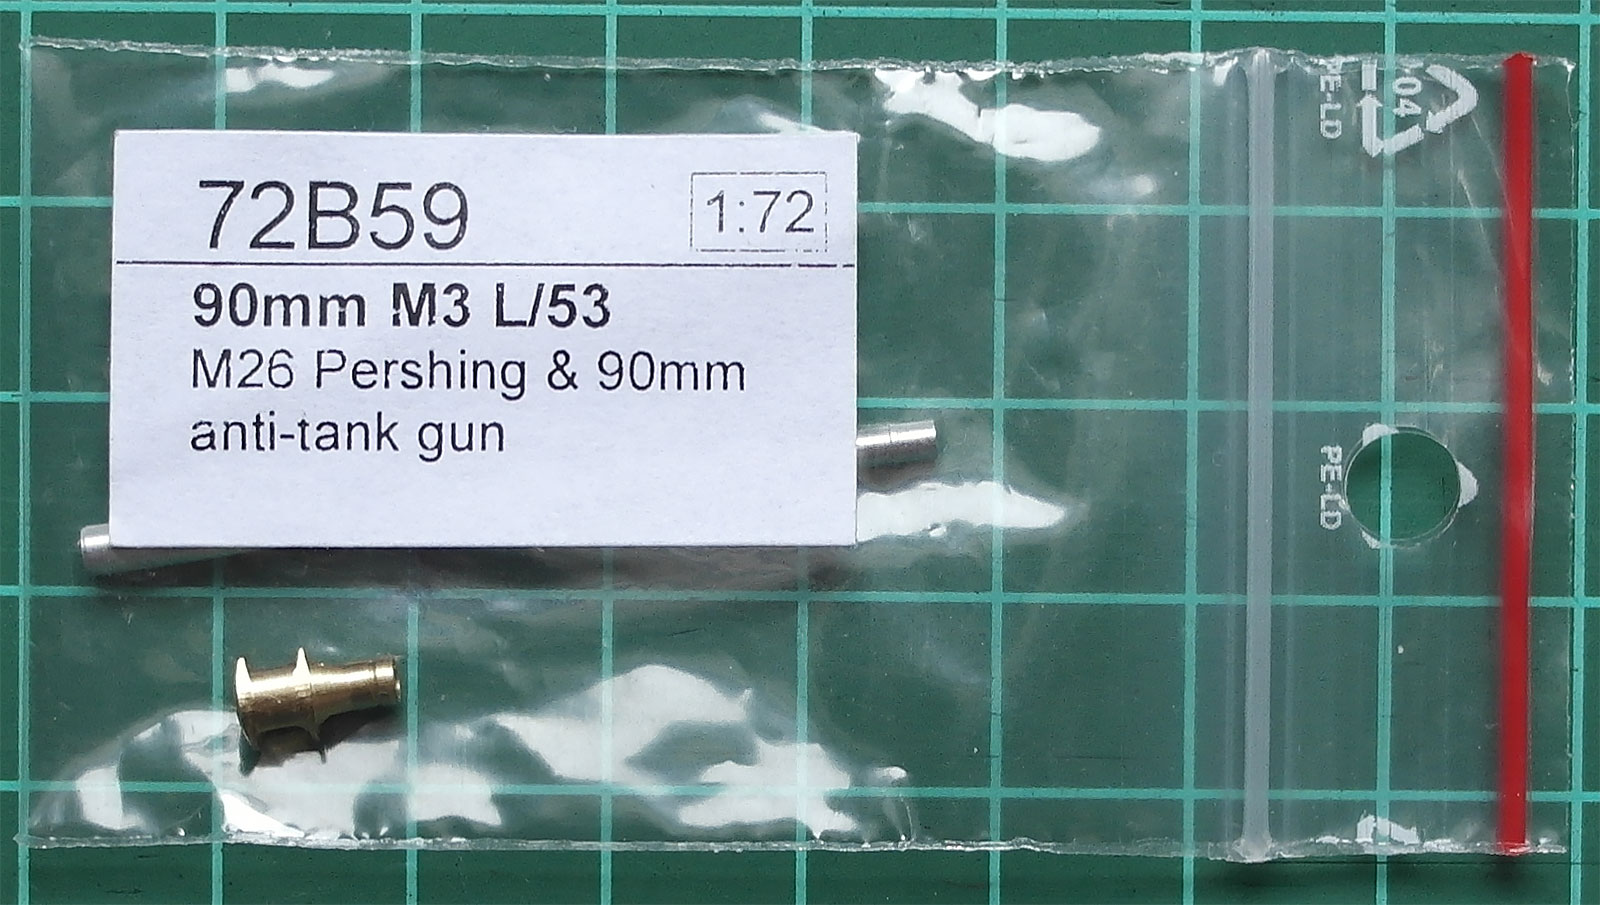 72B59
1:72
90mm M3 L/53
M26 Pershing & 90mm
anti-tank gun
PE-LD
04
PE-LD